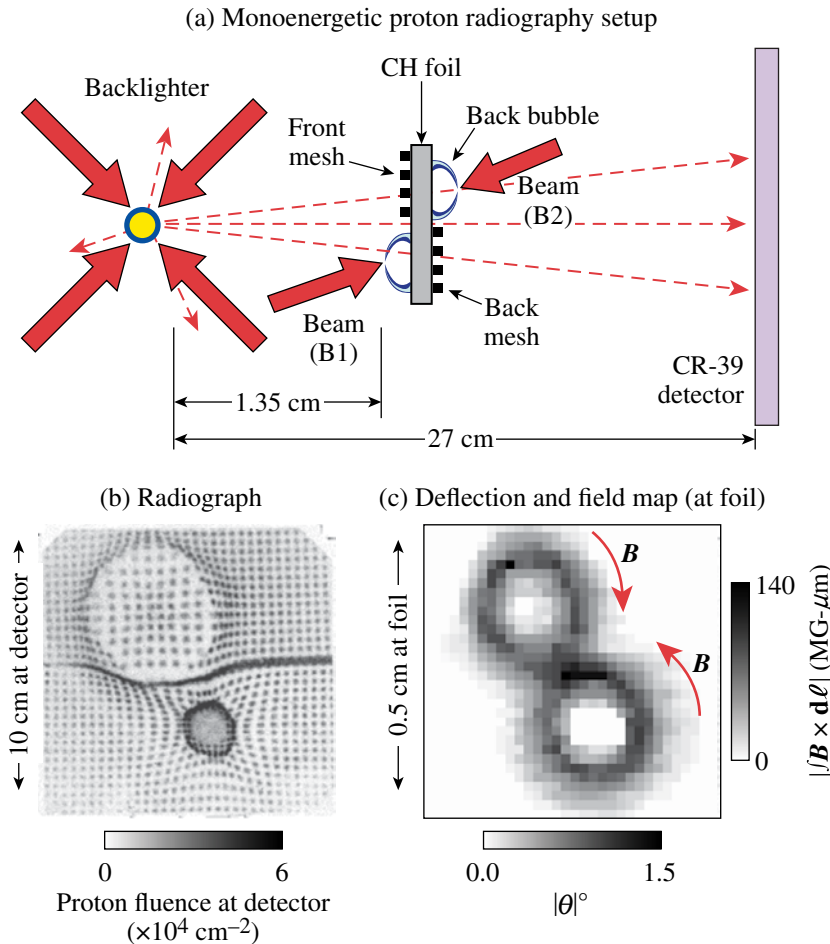 (a) Monoenergetic proton radiography setup
CH foil
Backlighter
Back bubble
Front
mesh
Beam
(B2)
Beam
(B1)
Back
mesh
CR-39
detector
1.35 cm
27 cm
(b) Radiograph
(c) Deflection and field map (at foil)
10 cm at detector
0.5 cm at foil
B
B
140
0
|∫B × dℓ| (MG-μm)
0
6
Proton fluence at detector
(×10⁴ cm⁻²)
0.0
1.5
|θ|°